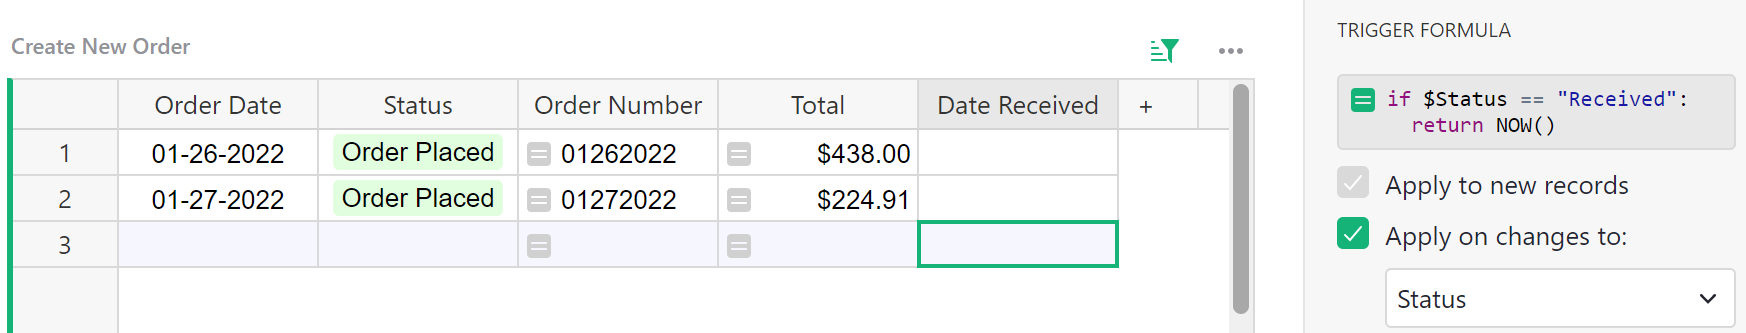 Create New Order
Order Date Status Order Number Total Date Received +
1 01-26-2022 Order Placed 01262022 $438.00
2 01-27-2022 Order Placed 01272022 $224.91
3
TRIGGER FORMULA
if $Status == "Received":
return NOW()
Apply to new records
Apply on changes to:
Status